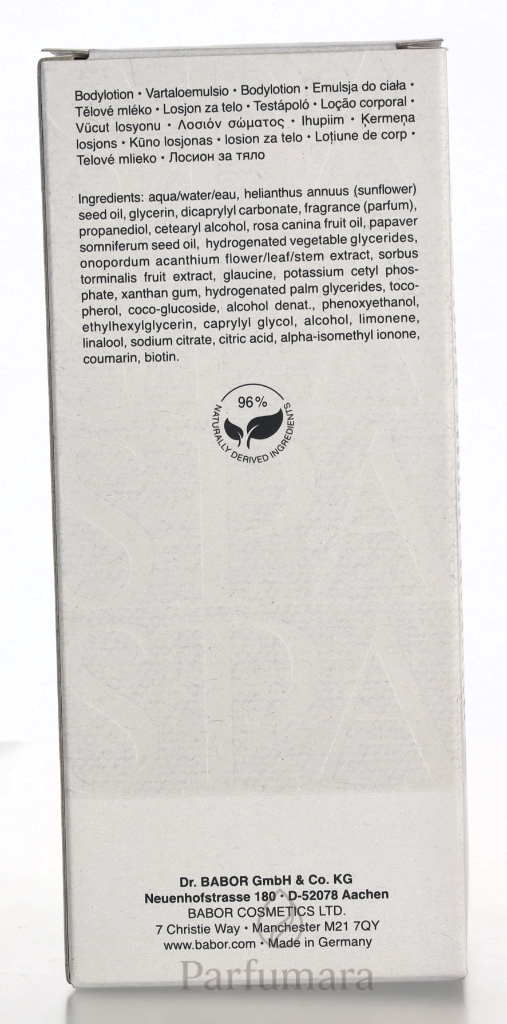 Bodylotion • Vartaloemulsio • Bodylotion • Emulsja do ciała •
Tělové mléko • Losjon za telo • Testápoló • Loção corporal •
Vücut losyonu • Λοσιόν σώματος • Ihupiim • Ķermeņa
losjons • Kūno losjonas • losion za telo • Loțiune de corp •
Telové mlieko • Лосион за тяло
Ingredients: aqua/water/eau, helianthus annuus (sunflower)
seed oil, glycerin, dicaprylyl carbonate, fragrance (parfum),
propanediol, cetearyl alcohol, rosa canina fruit oil, papaver
somniferum seed oil, hydrogenated vegetable glycerides,
onopordum acanthium flower/leaf/stem extract, sorbus
torminalis fruit extract, glaucine, potassium cetyl phos-
phate, xanthan gum, hydrogenated palm glycerides, toco-
pherol, coco-glucoside, alcohol denat., phenoxyethanol,
ethylhexylglycerin, caprylyl glycol, alcohol, limonene,
linalool, sodium citrate, citric acid, alpha-isomethyl ionone,
coumarin, biotin.
96%
NATURALLY DERIVED INGREDIENTS
SPA
SPA
Dr. BABOR GmbH & Co. KG
Neuenhofstrasse 180 • D-52078 Aachen
BABOR COSMETICS LTD.
7 Christie Way • Manchester M21 7QY
www.babor.com • Made in Germany
Parfumara